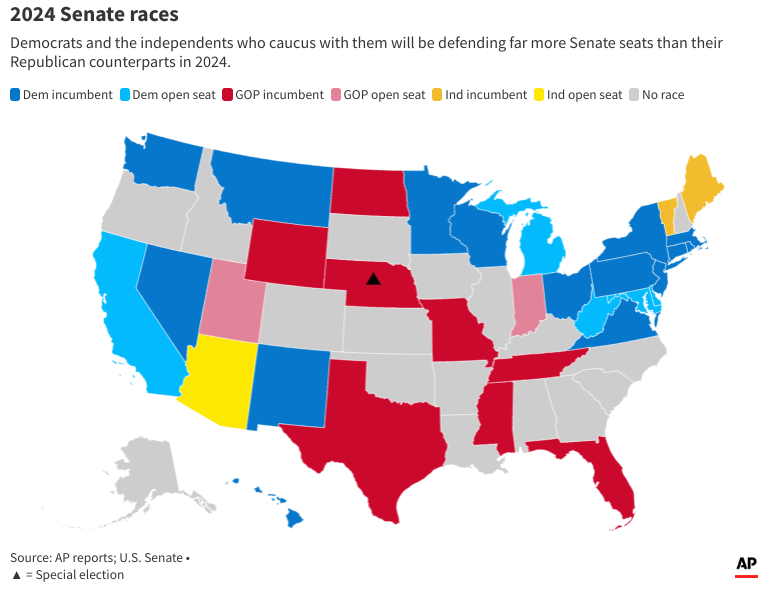 2024 Senate races
Democrats and the independents who caucus with them will be defending far more Senate seats than their
Republican counterparts in 2024.
Dem incumbent Dem open seat GOP incumbent GOP open seat Ind incumbent Ind open seat No race
Source: AP reports; U.S. Senate •
▲ = Special election
AP